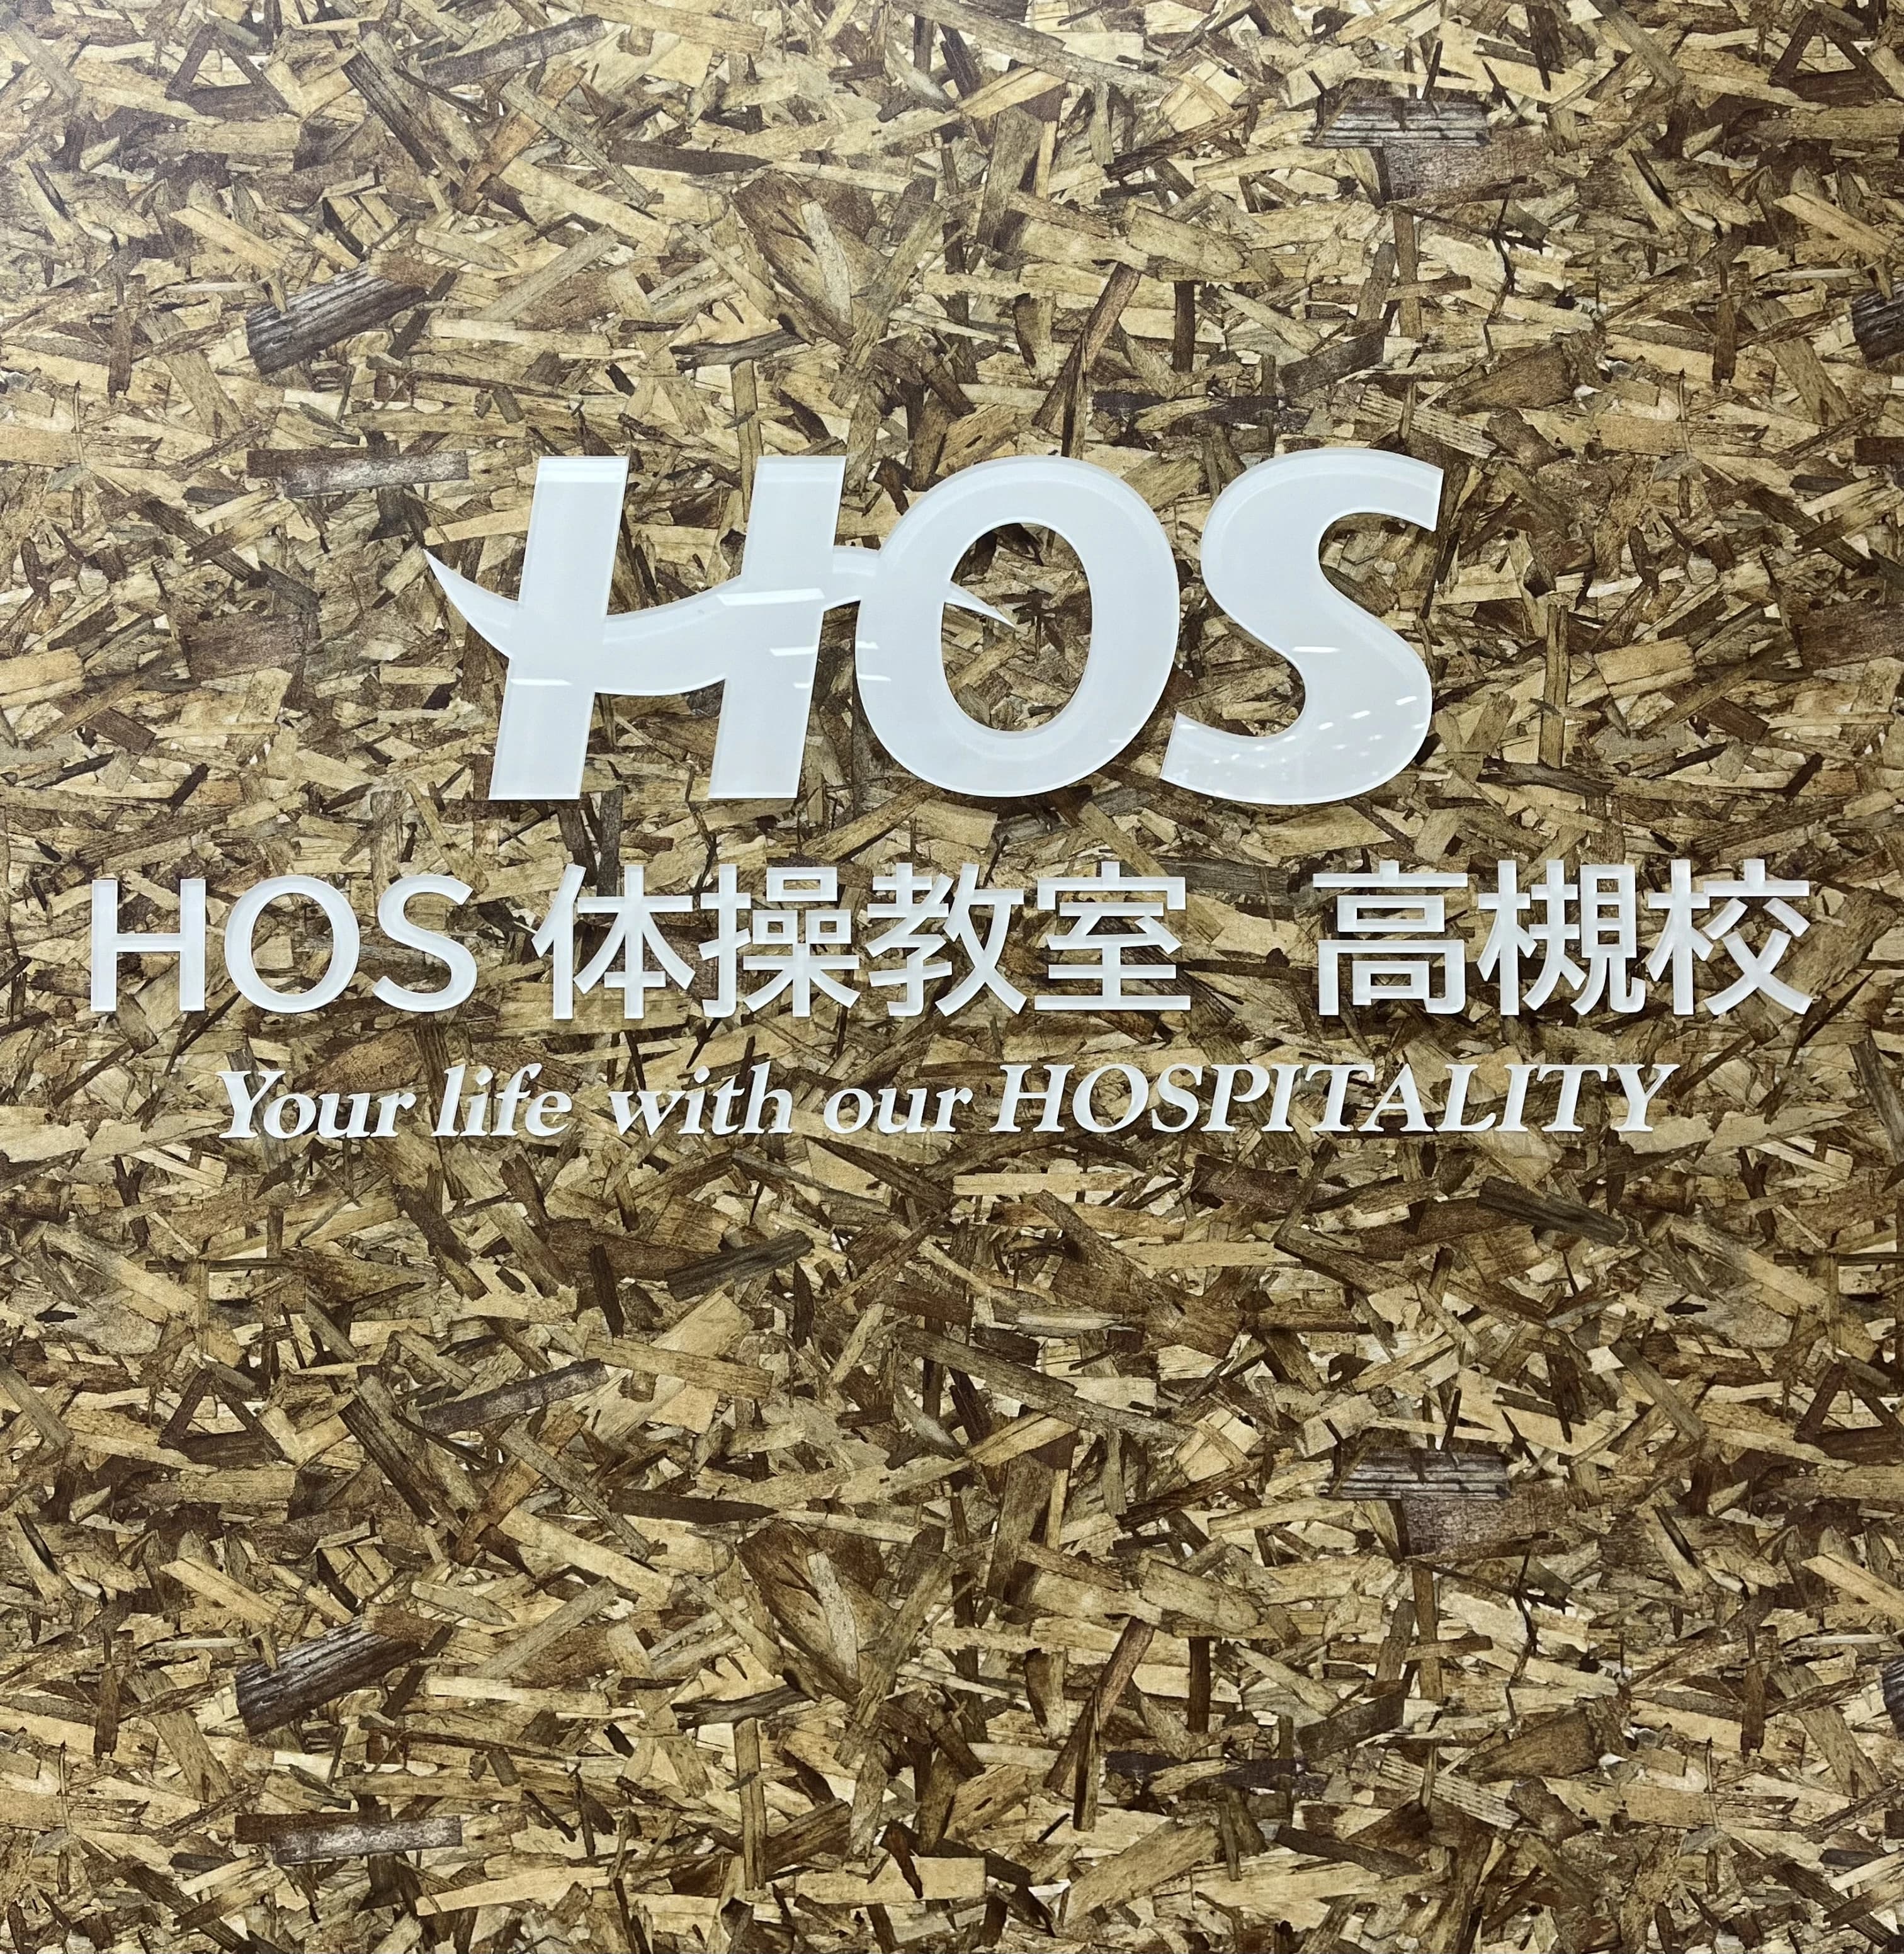 HOS
HOS 体操教室 高槻校
Your life with our HOSPITALITY